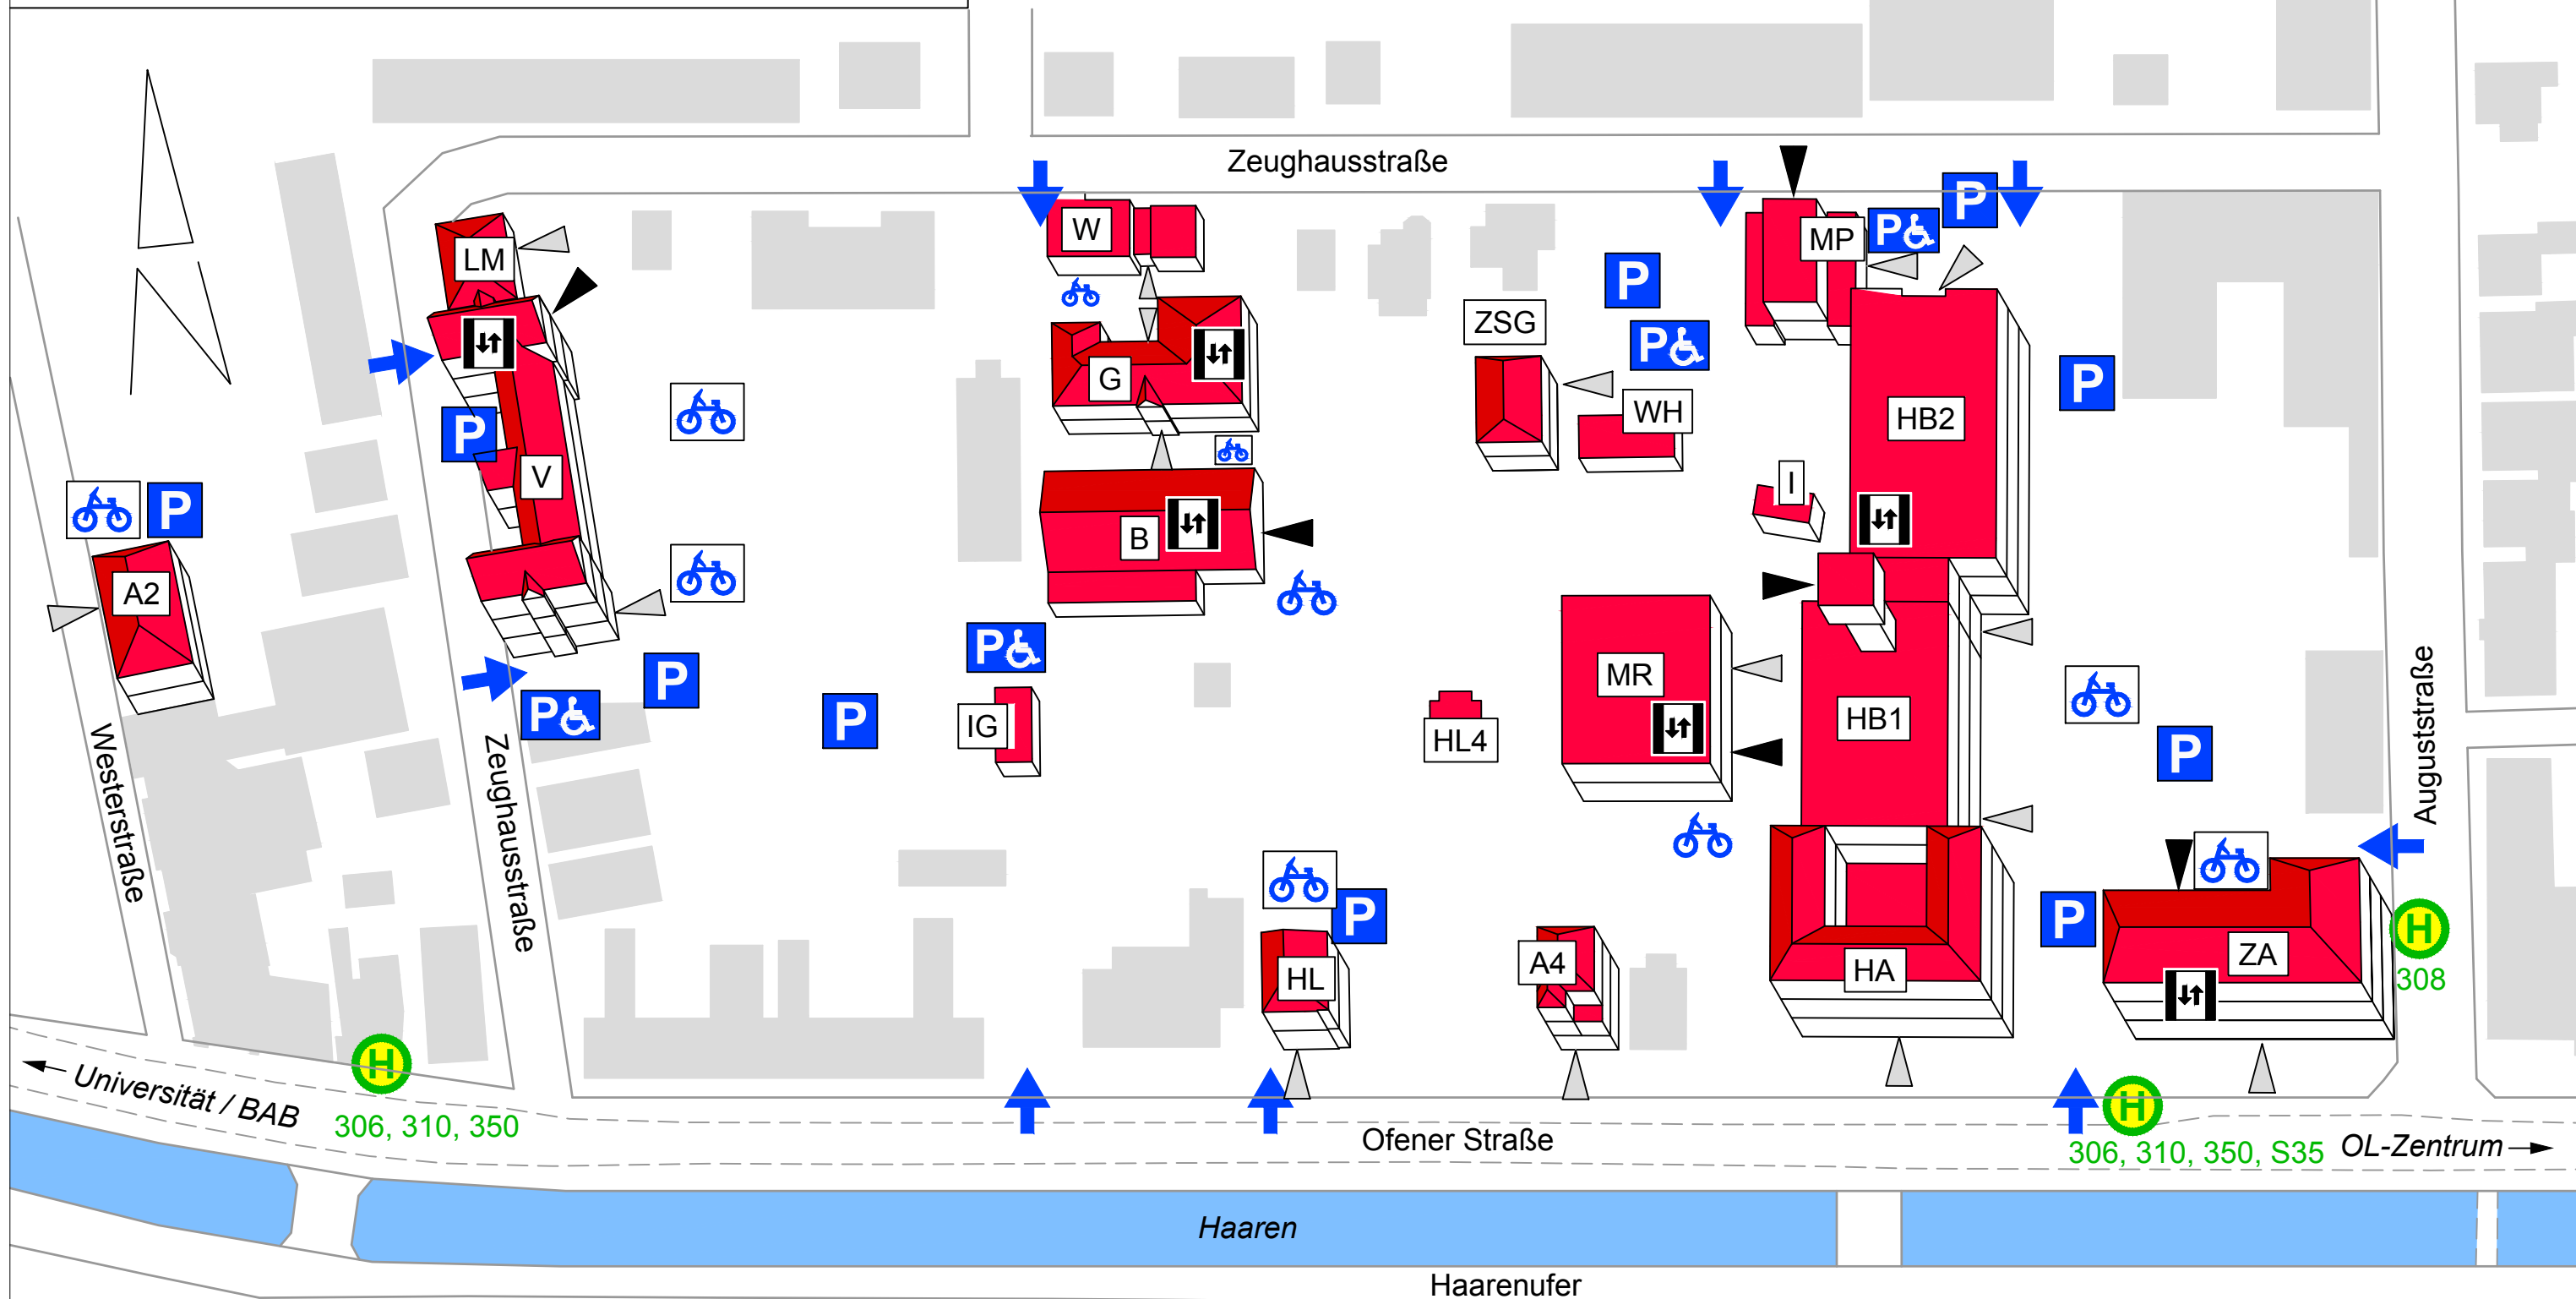 Zeughausstraße
P
W
MP
P
LM
P
ZSG
P
G
P
WH
HB2
P
V
I
P
B
A2
P
P
MR
P
P
IG
HL4
HB1
P
Westerstraße
Zeughausstraße
Auguststraße
P
P
HL
A4
HA
ZA
H
308
H
306, 310, 350
Universität / BAB
H
306, 310, 350, S35
Ofener Straße
OL-Zentrum
Haaren
Haarenufer